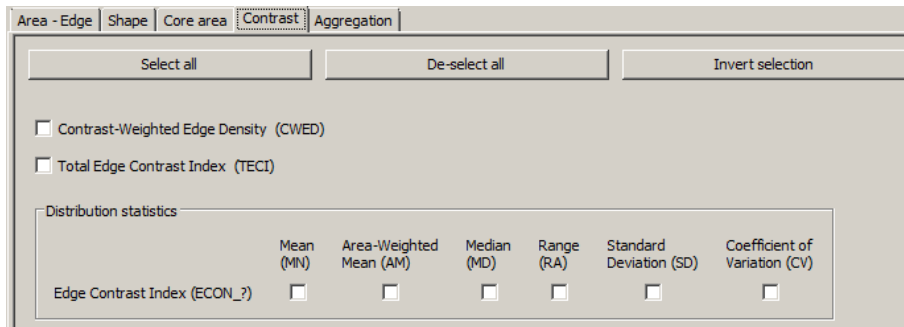 Area - Edge Shape Core area Contrast Aggregation
Select all De-select all Invert selection
Contrast-Weighted Edge Density (CWED)
Total Edge Contrast Index (TECI)
Distribution statistics
Mean Area-Weighted Median Range Standard Coefficient of
(MN) Mean (AM) (MD) (RA) Deviation (SD) Variation (CV)
Edge Contrast Index (ECON_?)